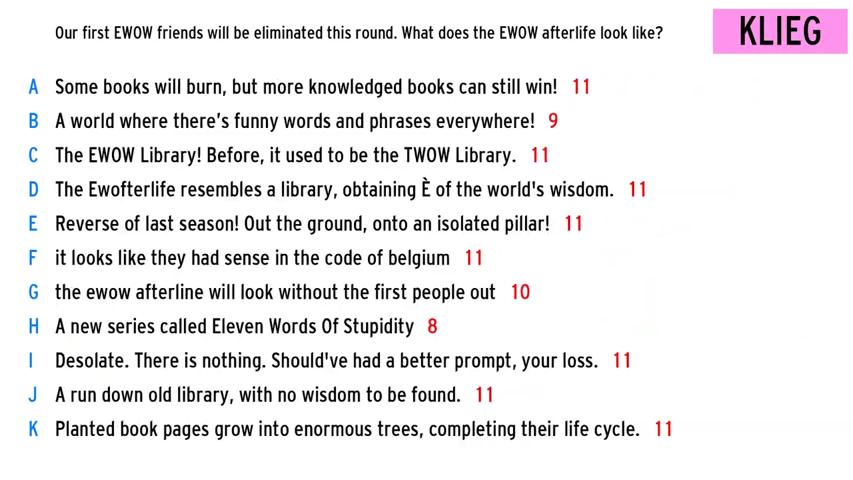 Our first EWOW friends will be eliminated this round. What does the EWOW afterlife look like? KLIEG
A Some books will burn, but more knowledged books can still win! 11
B A world where there's funny words and phrases everywhere! 9
C The EWOW Library! Before, it used to be the TWOW Library. 11
D The Ewofterlife resembles a library, obtaining È of the world's wisdom. 11
E Reverse of last season! Out the ground, onto an isolated pillar! 11
F it looks like they had sense in the code of belgium 11
G the ewow afterline will look without the first people out 10
H A new series called Eleven Words Of Stupidity 8
I Desolate. There is nothing. Should've had a better prompt, your loss. 11
J A run down old library, with no wisdom to be found. 11
K Planted book pages grow into enormous trees, completing their life cycle. 11